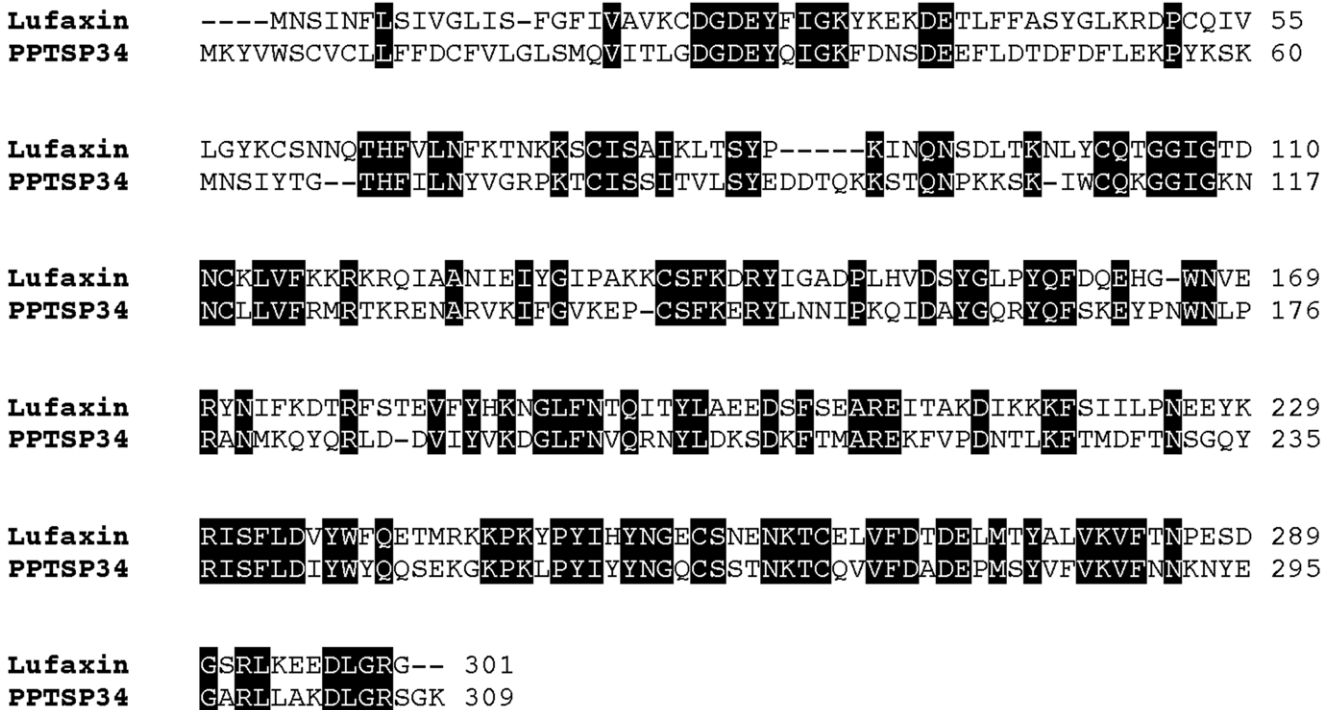 Lufaxin ----MNSINFLSIVGLIS-FGFIVAVKCDGDEYFIGKYKEKDETLFFASYGLKRDPCQIV 55
PPTSP34 MKYVWSCVCLLFFDCFVLGLSMQVITLGDGDEYQIGKFDNSDEEFLDTDFDFLEKPYKSK 60
Lufaxin LGYKCSNNQTHFVLNFKTNKKSCISAIKLTSYP-----KINQNSDLTKNLYCQTGGIGTD 110
PPTSP34 MNSIYTG--THFILNYVGRPKTCISSITVLSYEDDTQKKSTQNPKKSK-IWCQKGGIGKN 117
Lufaxin NCKLVFKKRKRQIAANIEIYGIPAKKCSFKDRYIGADPLHVDSYGLPYQFDQEHG-WNVE 169
PPTSP34 NCLLVFRMRTKRENARVKIFGVKEP-CSFKERYLNNIPKQIDAYGQRYQFSKEYPNWNLP 176
Lufaxin RYNIFKDTRFSTEVFYHKNGLFNTQITYLAEEDSFSEAREITAKDIKKKFSIILPNEEYK 229
PPTSP34 RANMKQYQRLD-DVIYVKDGLFNVQRNYLDKSDKFTMAREKFVPDNTLKFTMDFTNSGQY 235
Lufaxin RISFLDVYWFQETMRKKPKYPYIHYNGECSNENKTCELVFDTDELMTYALVKVFTNPESD 289
PPTSP34 RISFLDIYWYQQSEKGKPKLPYIYYNGQCSSTNKTCQVVFDADEPMSYVFVKVFNNKNYE 295
Lufaxin GSRLKEEDLGRG-- 301
PPTSP34 GARLLAKDLGRSGK 309